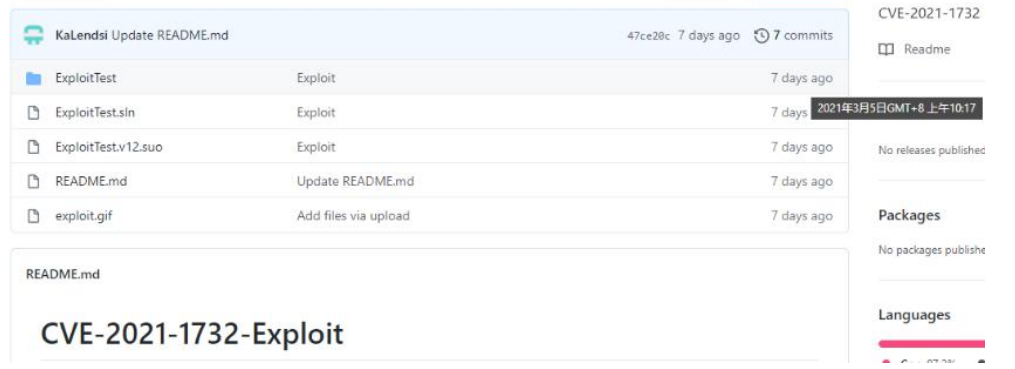 KaLendsi Update README.md 47ce20c 7 days ago 7 commits
ExploitTest Exploit 7 days ago
ExploitTest.sln Exploit 7 days
ExploitTest.v12.suo Exploit 7 days ago
README.md Update README.md 7 days ago
exploit.gif Add files via upload 7 days ago
README.md
CVE-2021-1732-Exploit
CVE-2021-1732
Readme
2021年3月5日GMT+8 上午10:17
No releases published
Packages
No packages publishe
Languages